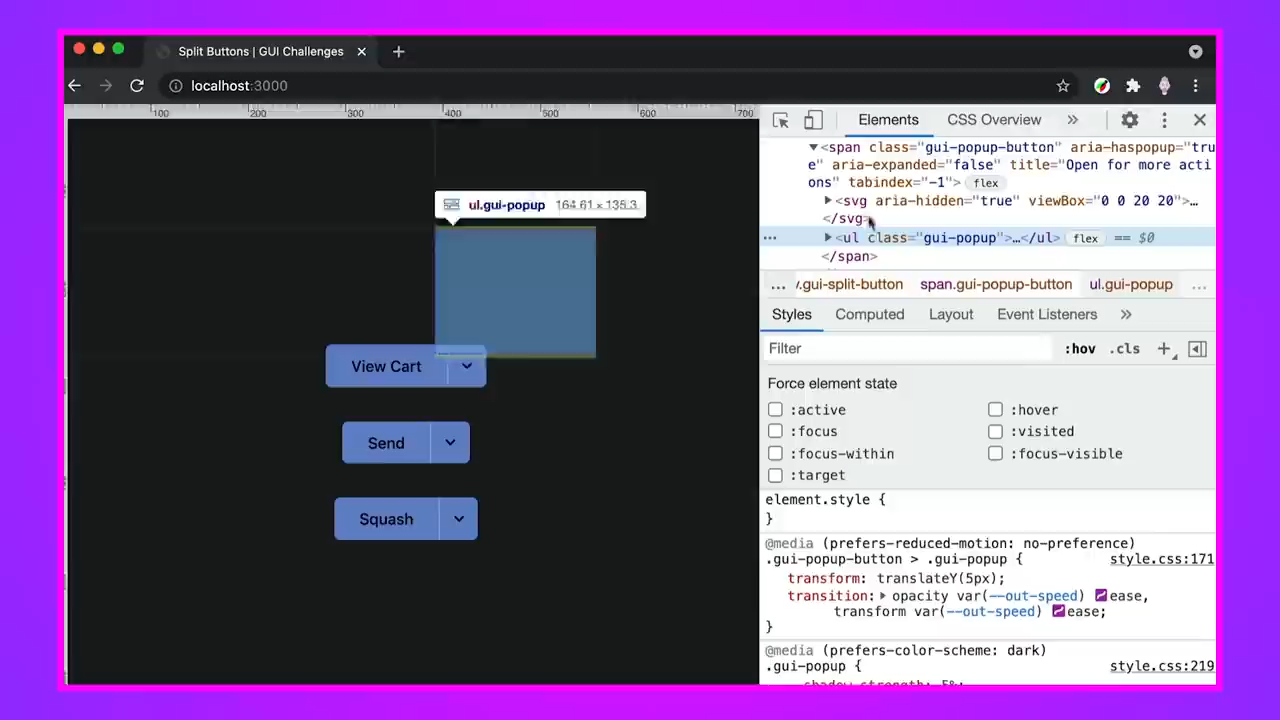 Split Buttons | GUI Challenges
localhost:3000
100 200 300 400 500 600 700
ul.gui-popup 164.61 × 135.3
View Cart
Send
Squash
Elements CSS Overview »
<span class="gui-popup-button" aria-haspopup="tru
e" aria-expanded="false" title="Open for more acti
ons" tabindex="-1"> flex
<svg aria-hidden="true" viewBox="0 0 20 20">…
</svg>
… <ul class="gui-popup">…</ul> flex == $0
</span>
… .gui-split-button span.gui-popup-button ul.gui-popup …
Styles Computed Layout Event Listeners »
Filter :hov .cls +
Force element state
:active :hover
:focus :visited
:focus-within :focus-visible
:target
element.style {
}
@media (prefers-reduced-motion: no-preference)
.gui-popup-button > .gui-popup { style.css:171
transform: translateY(5px);
transition: opacity var(--out-speed) ease,
transform var(--out-speed) ease;
}
@media (prefers-color-scheme: dark)
.gui-popup { style.css:219